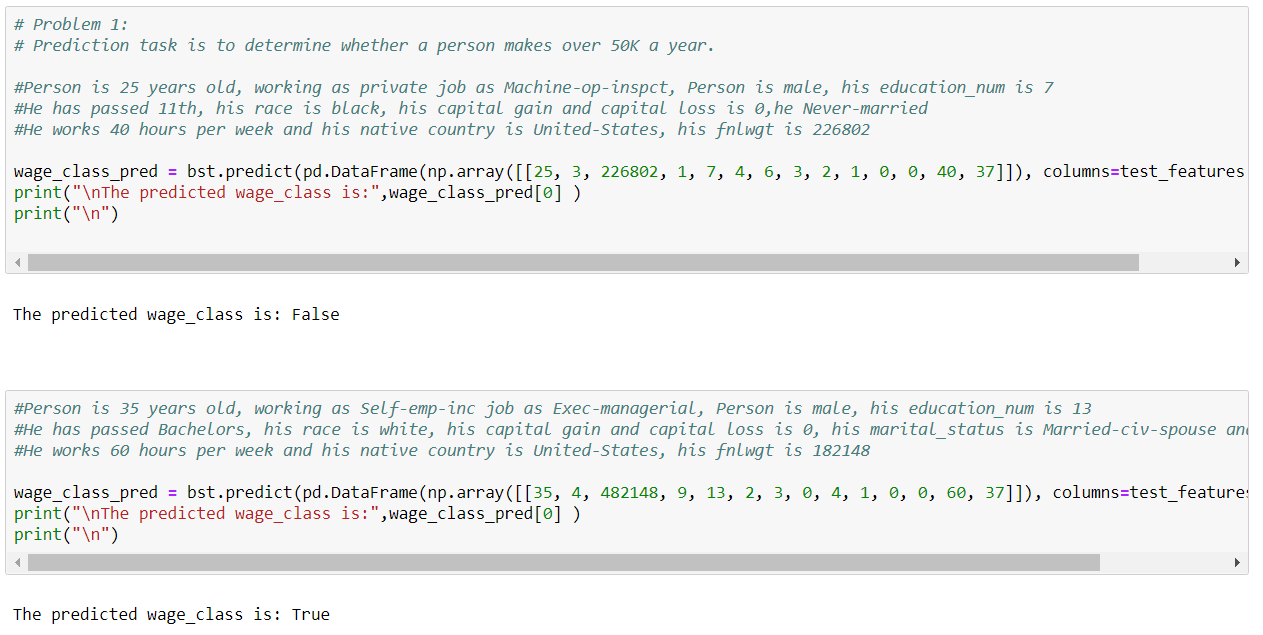 # Problem 1:
# Prediction task is to determine whether a person makes over 50K a year.
#Person is 25 years old, working as private job as Machine-op-inspct, Person is male, his education_num is 7
#He has passed 11th, his race is black, his capital gain and capital loss is 0,he Never-married
#He works 40 hours per week and his native country is United-States, his fnlwgt is 226802
wage_class_pred = bst.predict(pd.DataFrame(np.array([[25, 3, 226802, 1, 7, 4, 6, 3, 2, 1, 0, 0, 40, 37]]), columns=test_features
print("\nThe predicted wage_class is:",wage_class_pred[0] )
print("\n")
The predicted wage_class is: False
#Person is 35 years old, working as Self-emp-inc job as Exec-managerial, Person is male, his education_num is 13
#He has passed Bachelors, his race is white, his capital gain and capital loss is 0, his marital_status is Married-civ-spouse and
#He works 60 hours per week and his native country is United-States, his fnlwgt is 182148
wage_class_pred = bst.predict(pd.DataFrame(np.array([[35, 4, 482148, 9, 13, 2, 3, 0, 4, 1, 0, 0, 60, 37]]), columns=test_features
print("\nThe predicted wage_class is:",wage_class_pred[0] )
print("\n")
The predicted wage_class is: True